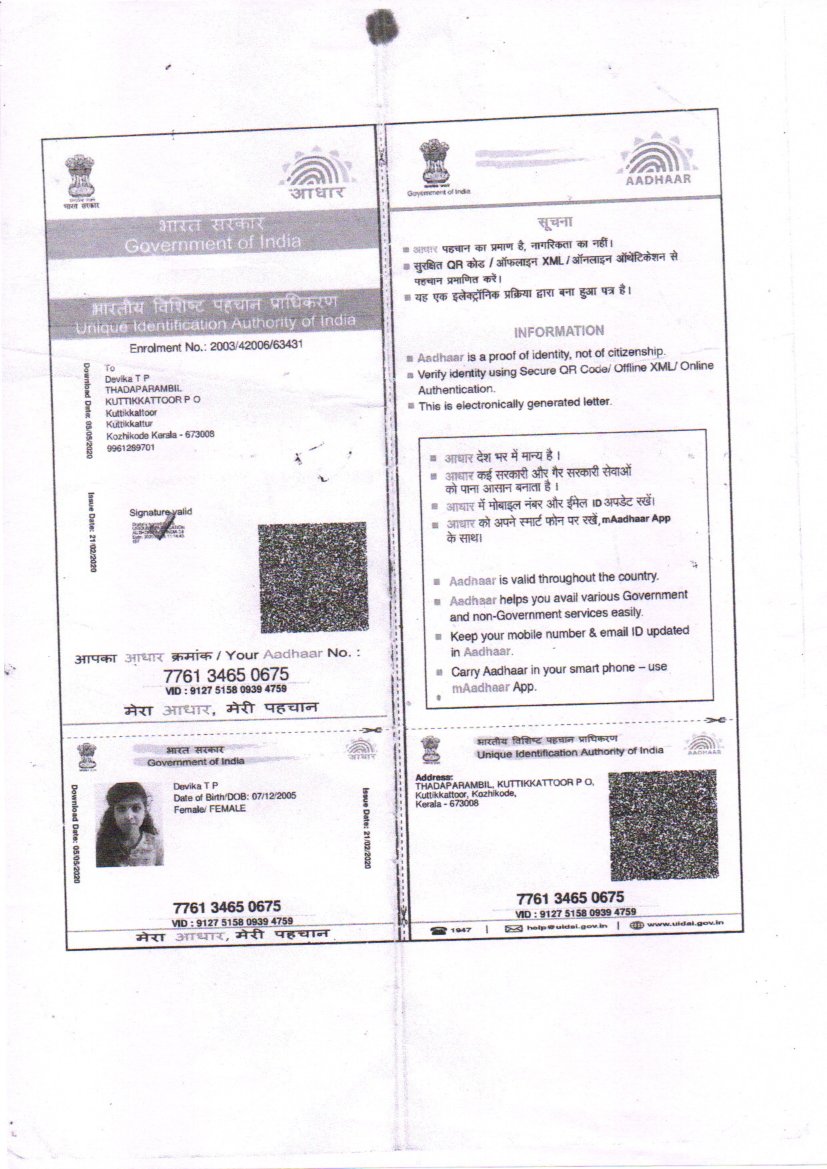 भारत सरकार
आधार
भारत सरकार
Government of India
भारतीय विशिष्ट पहचान प्राधिकरण
Unique Identification Authority of India
Enrolment No.: 2003/42006/63431
Download Date: 05/05/2020
To
Devika T P
THADAPARAMBIL
KUTTIKKATTOOR P O
Kuttikkattoor
Kuttikkattur
Kozhikode Kerala - 673008
9961289701
Issue Date: 21/02/2020
Signature valid
आपका आधार क्रमांक / Your Aadhaar No. :
7761 3465 0675
VID : 9127 5158 0939 4759
मेरा आधार, मेरी पहचान
भारत सरकार
Government of India
आधार
Download Date: 05/05/2020
Devika T P
Date of Birth/DOB: 07/12/2005
Female/ FEMALE
Issue Date: 21/02/2020
7761 3465 0675
VID : 9127 5158 0939 4759
मेरा आधार, मेरी पहचान
Government of India
AADHAAR
सूचना
आधार पहचान का प्रमाण है, नागरिकता का नहीं।
सुरक्षित QR कोड / ऑफलाइन XML / ऑनलाइन ऑथेंटिकेशन से
पहचान प्रमाणित करें।
यह एक इलेक्ट्रॉनिक प्रक्रिया द्वारा बना हुआ पत्र है।
INFORMATION
Aadhaar is a proof of identity, not of citizenship.
Verify identity using Secure QR Code/ Offline XML/ Online
Authentication.
This is electronically generated letter.
आधार देश भर में मान्य है।
आधार कई सरकारी और गैर सरकारी सेवाओं
को पाना आसान बनाता है।
आधार में मोबाइल नंबर और ईमेल ID अपडेट रखें।
आधार को अपने स्मार्ट फोन पर रखें, mAadhaar App
के साथ।
Aadhaar is valid throughout the country.
Aadhaar helps you avail various Government
and non-Government services easily.
Keep your mobile number & email ID updated
in Aadhaar.
Carry Aadhaar in your smart phone – use
mAadhaar App.
भारतीय विशिष्ट पहचान प्राधिकरण
Unique Identification Authority of India
AADHAAR
Address:
THADAPARAMBIL, KUTTIKKATTOOR P O,
Kuttikkattoor, Kozhikode,
Kerala - 673008
7761 3465 0675
VID : 9127 5158 0939 4759
1947 | help@uidai.gov.in | www.uidai.gov.in